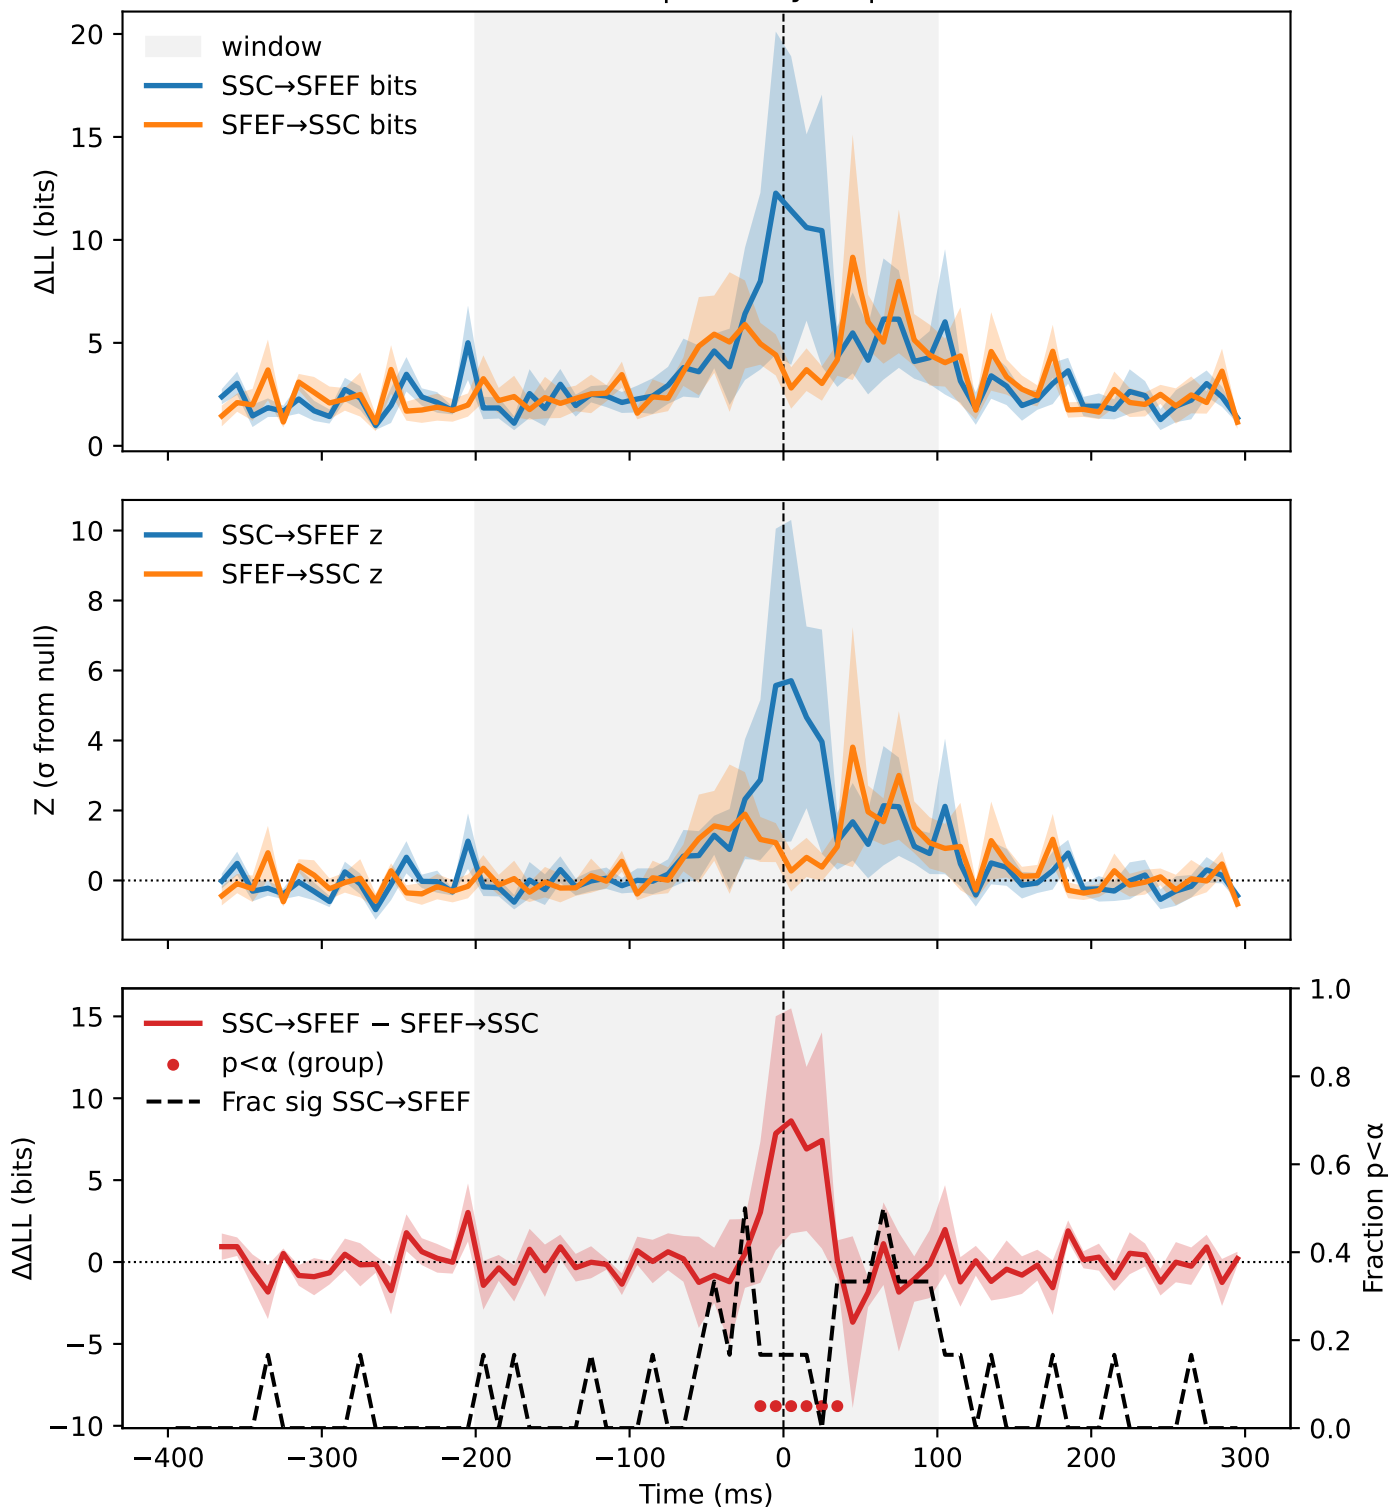 20
15
10
5
0
ΔLL (bits)
window
SSC→SFEF bits
SFEF→SSC bits
10
8
6
4
2
0
Z (σ from null)
SSC→SFEF z
SFEF→SSC z
15
10
5
0
−5
−10
ΔΔLL (bits)
SSC→SFEF − SFEF→SSC
p<α (group)
Frac sig SSC→SFEF
1.0
0.8
0.6
0.4
0.2
0.0
Fraction p<α
−400 −300 −200 −100 0 100 200 300
Time (ms)